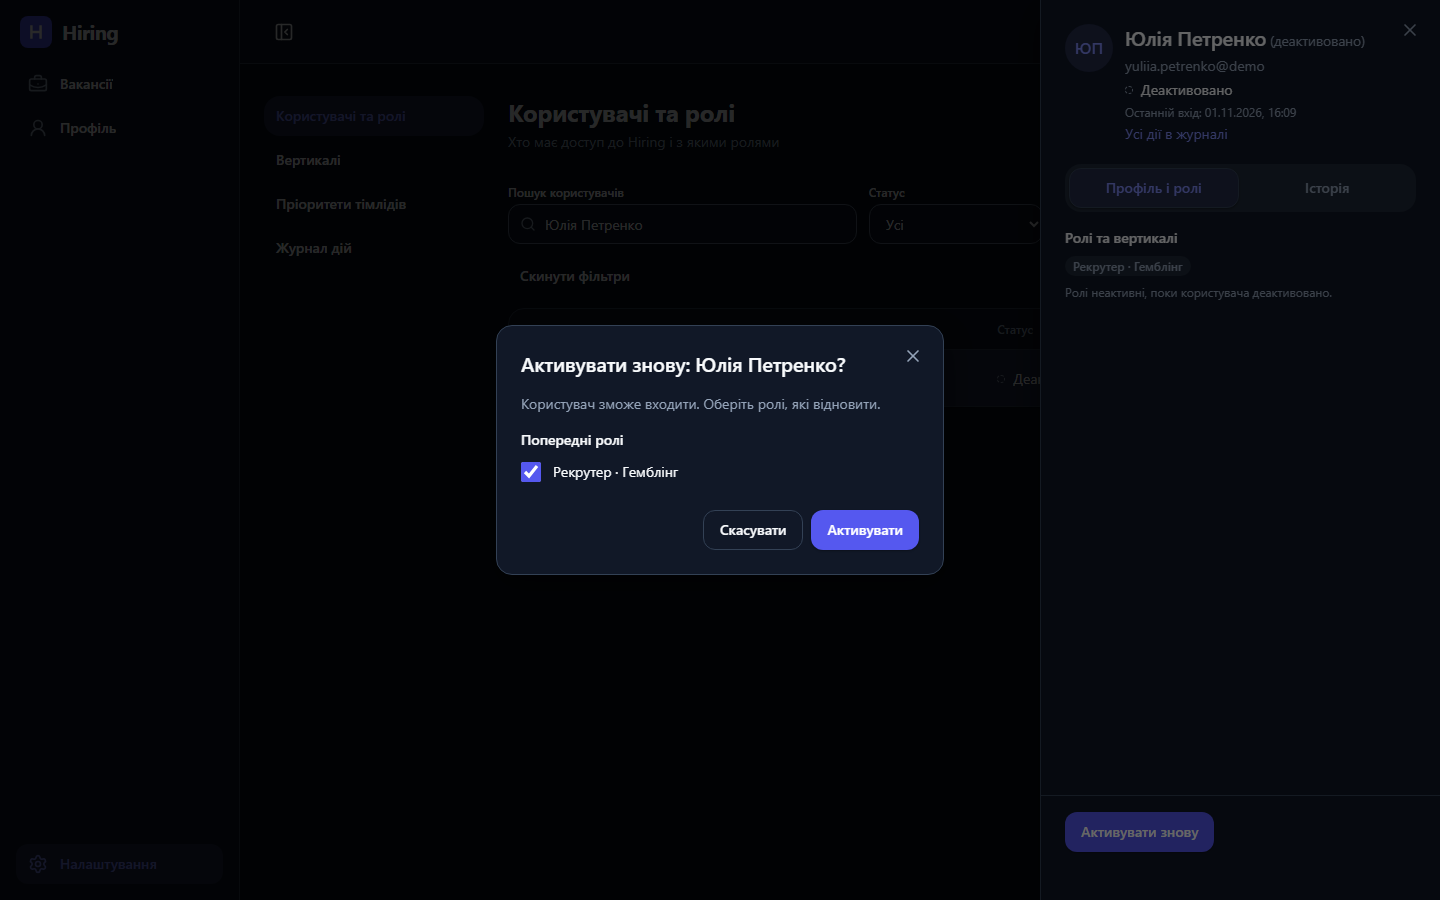 H Hiring
Вакансії
Профіль
Налаштування
Користувачі та ролі
Вертикалі
Пріоритети тімлідів
Журнал дій
Користувачі та ролі
Хто має доступ до Hiring і з якими ролями
Пошук користувачів
Юлія Петренко
Статус
Усі
Скинути фільтри
Статус
Деак
Активувати знову: Юлія Петренко?
Користувач зможе входити. Оберіть ролі, які відновити.
Попередні ролі
Рекрутер · Гемблінг
Скасувати
Активувати
ЮП
Юлія Петренко (деактивовано)
yuliia.petrenko@demo
Деактивовано
Останній вхід: 01.11.2026, 16:09
Усі дії в журналі
Профіль і ролі
Історія
Ролі та вертикалі
Рекрутер · Гемблінг
Ролі неактивні, поки користувача деактивовано.
Активувати знову